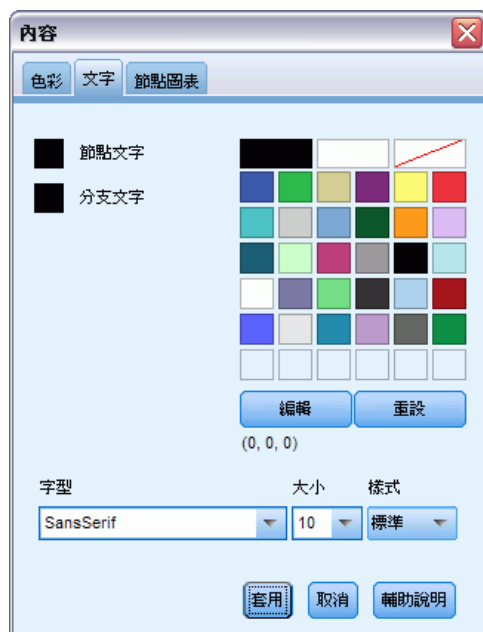 內容
色彩 文字 節點圖表
節點文字
分支文字
編輯 重設
(0, 0, 0)
字型 大小 樣式
SansSerif 10 標準
套用 取消 輔助說明